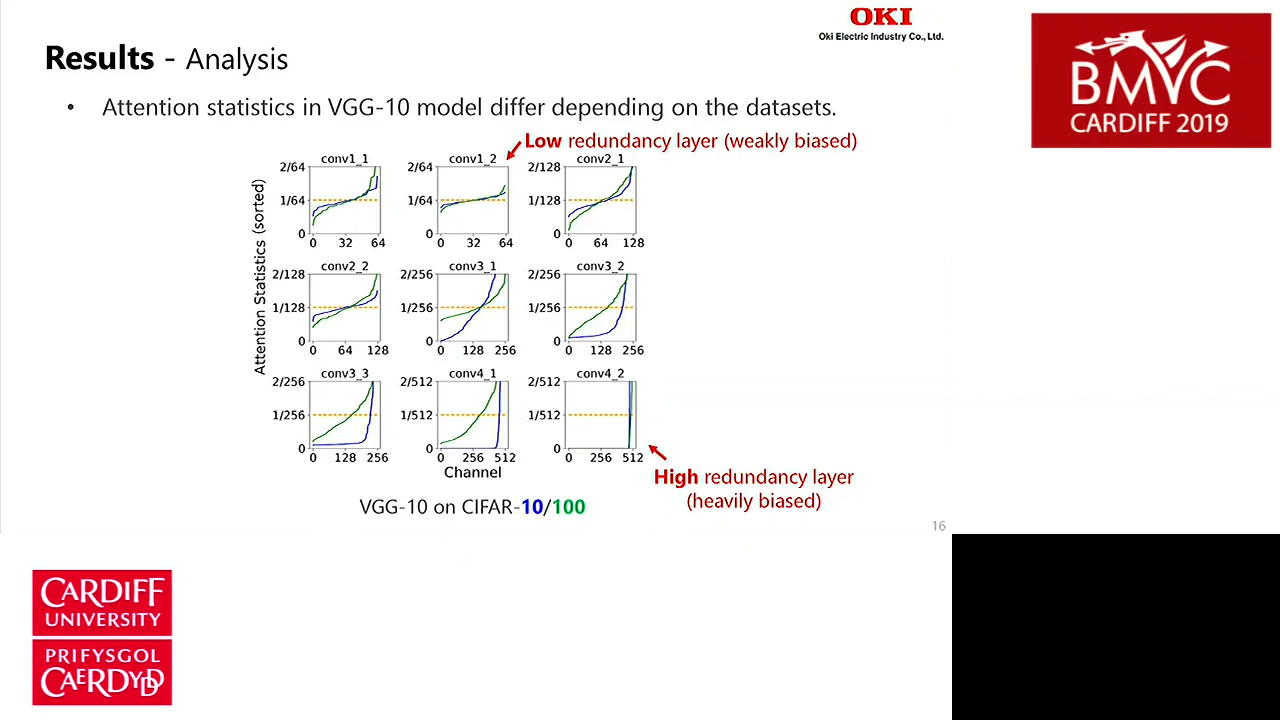 OKI
Oki Electric Industry Co., Ltd.
BMVC
CARDIFF 2019
Results - Analysis
• Attention statistics in VGG-10 model differ depending on the datasets.
Low redundancy layer (weakly biased)
Attention Statistics (sorted)
conv1_1
2/64
1/64
0
0 32 64
conv1_2
2/64
1/64
0
0 32 64
conv2_1
2/128
1/128
0
0 64 128
conv2_2
2/128
1/128
0
0 64 128
conv3_1
2/256
1/256
0
0 128 256
conv3_2
2/256
1/256
0
0 128 256
conv3_3
2/256
1/256
0
0 128 256
conv4_1
2/512
1/512
0
0 256 512
conv4_2
2/512
1/512
0
0 256 512
Channel
High redundancy layer
(heavily biased)
VGG-10 on CIFAR-10/100
16
CARDIFF
UNIVERSITY
PRIFYSGOL
CAERDYDD